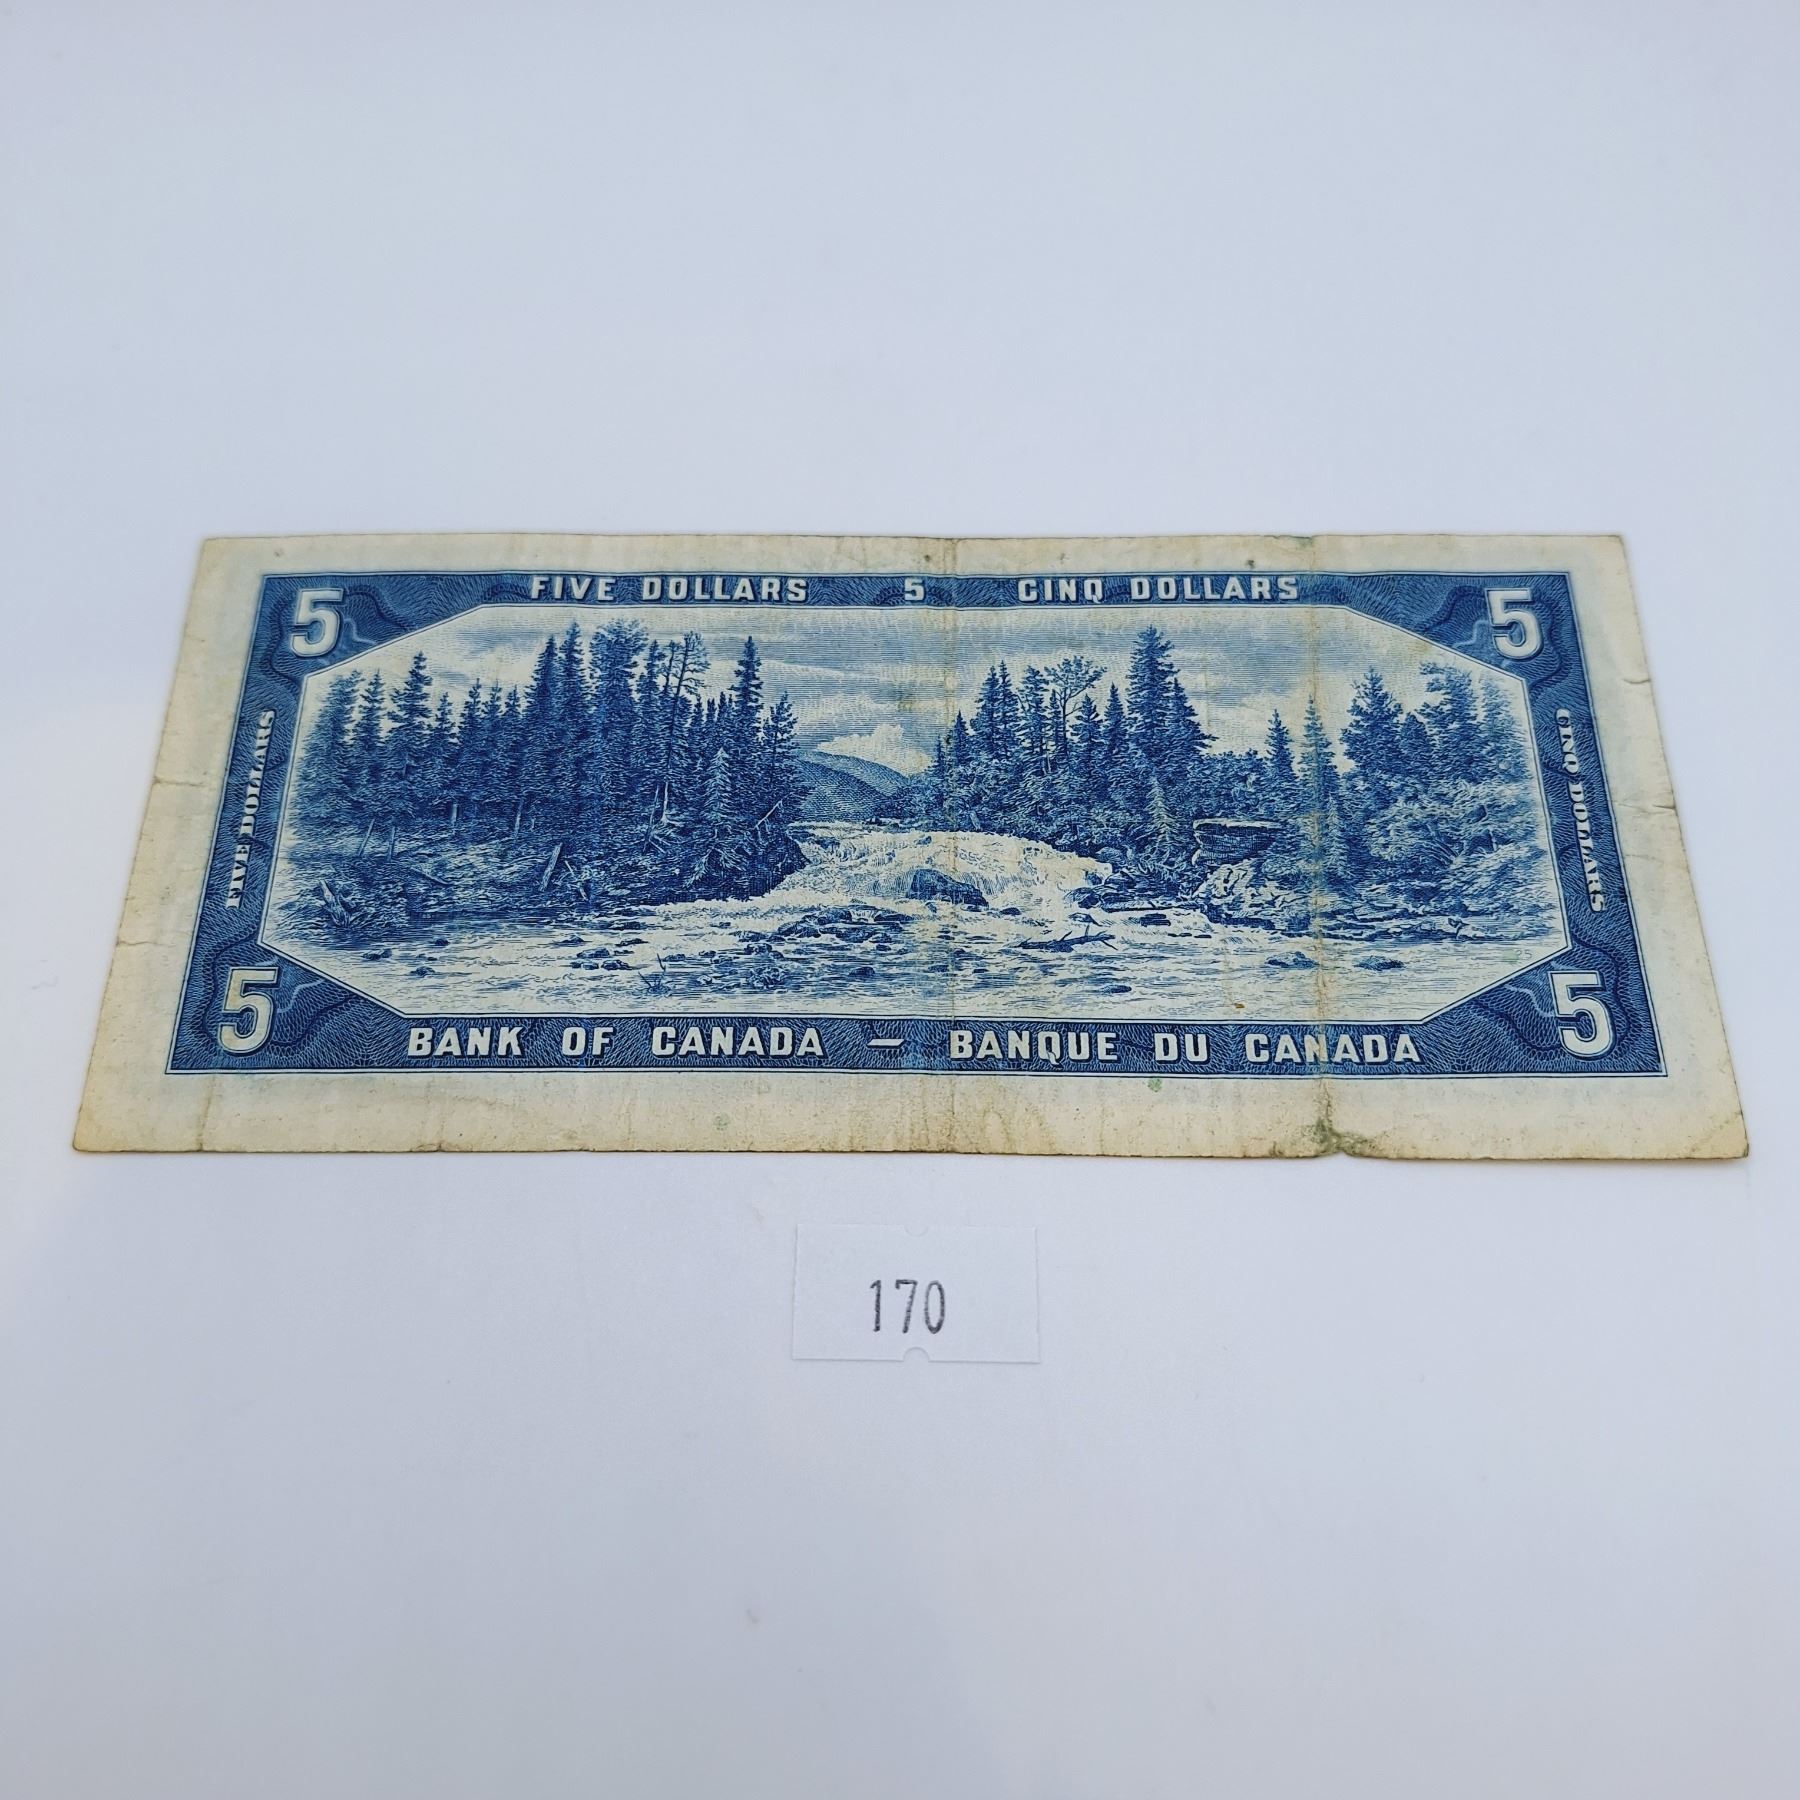 FIVE DOLLARS 5 CINQ DOLLARS
5 5
FIVE DOLLARS
CINQ DOLLARS
5 5
BANK OF CANADA — BANQUE DU CANADA
170